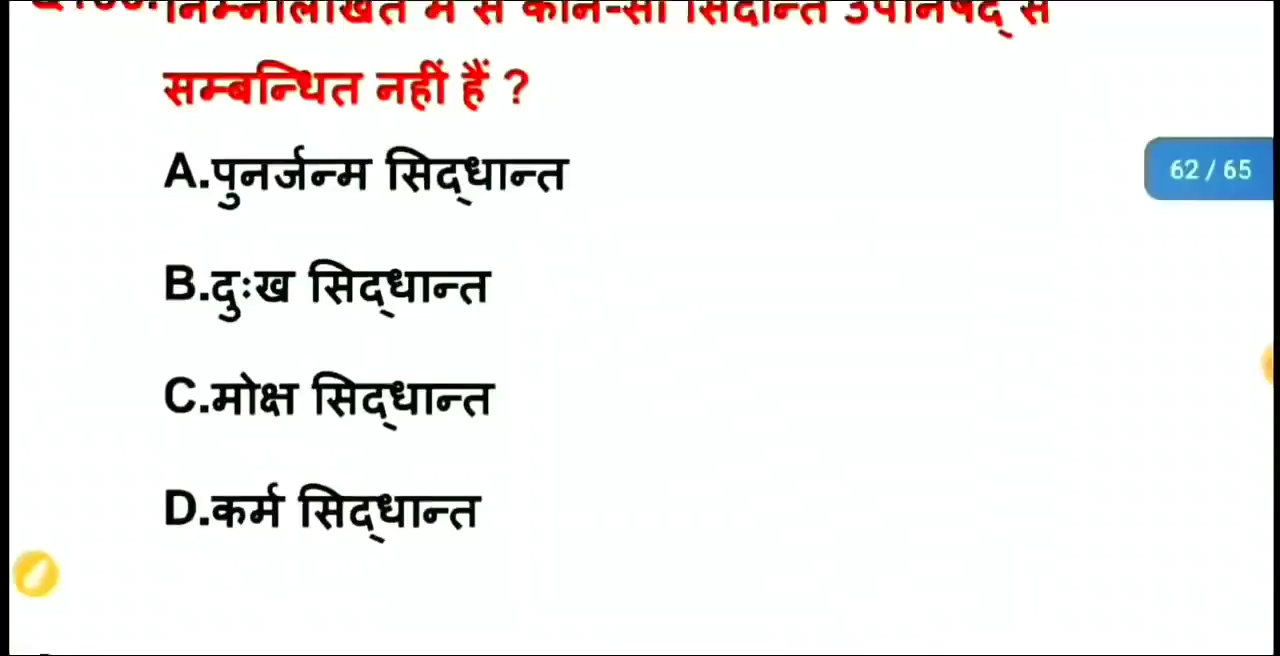 निम्नलिखित में से कौन-सा सिदान्त उपनिषद् से
सम्बन्धित नहीं हैं ?
A.पुनर्जन्म सिद्धान्त
62 / 65
B.दुःख सिद्धान्त
C.मोक्ष सिद्धान्त
D.कर्म सिद्धान्त